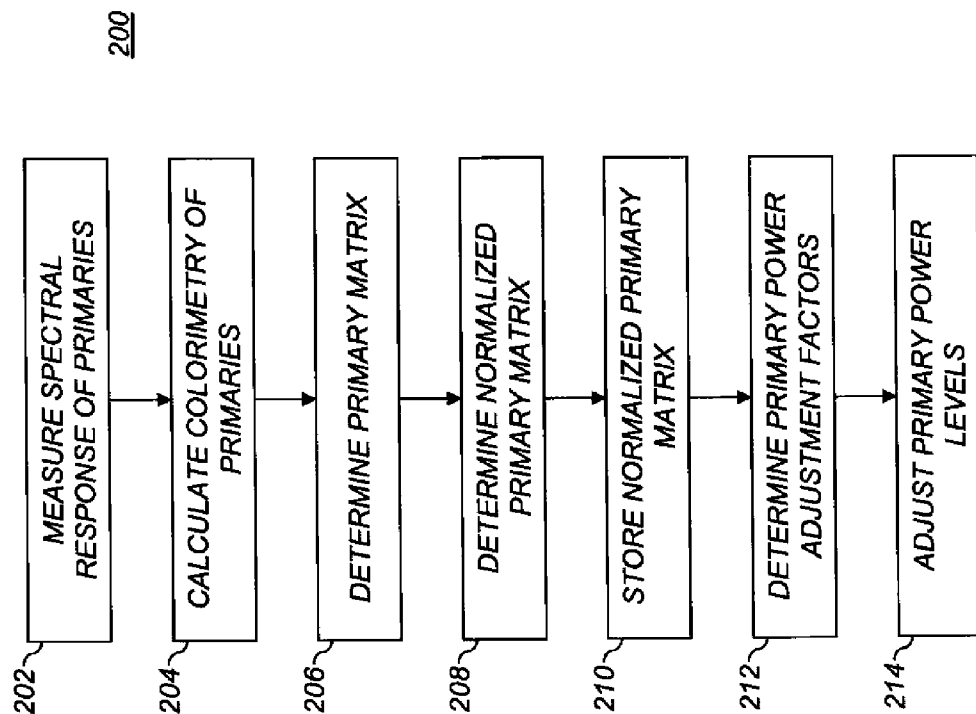 200
202
MEASURE SPECTRAL
RESPONSE OF PRIMARIES
204
CALCULATE COLORIMETRY OF
PRIMARIES
206
DETERMINE PRIMARY MATRIX
208
DETERMINE NORMALIZED
PRIMARY MATRIX
210
STORE NORMALIZED PRIMARY
MATRIX
212
DETERMINE PRIMARY POWER
ADJUSTMENT FACTORS
214
ADJUST PRIMARY POWER
LEVELS